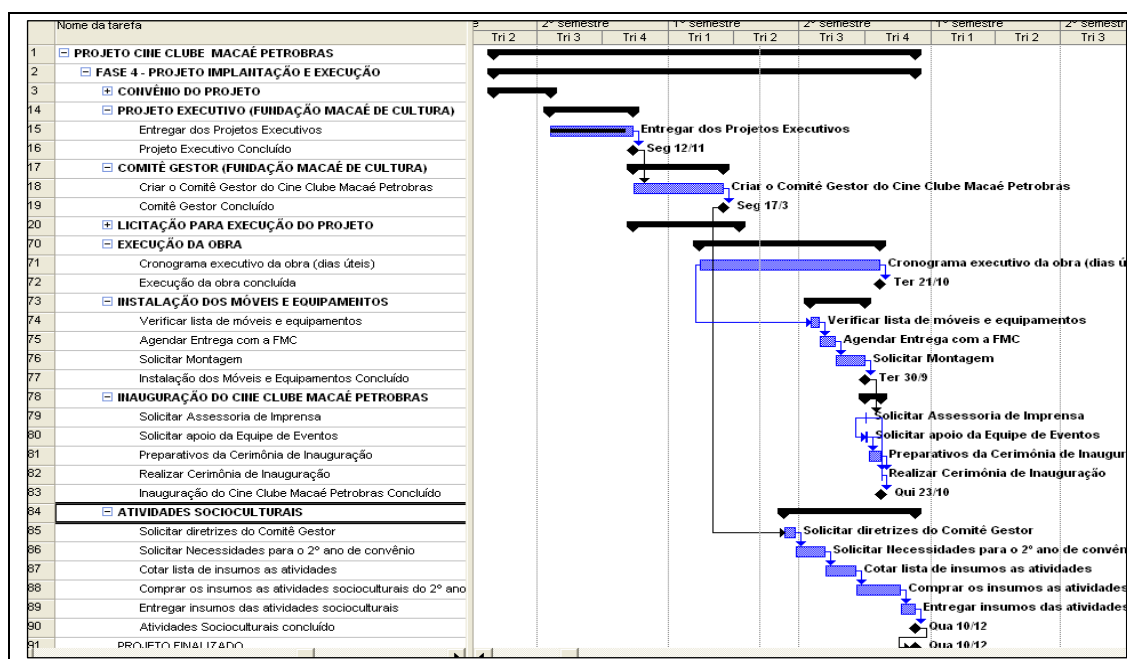 Nome da tarefa
2° semestre 1° semestre 2° semestre 1° semestre 2° semestr
Tri 2 Tri 3 Tri 4 Tri 1 Tri 2 Tri 3 Tri 4 Tri 1 Tri 2 Tri 3
1 PROJETO CINE CLUBE MACAÉ PETROBRAS
2 FASE 4 - PROJETO IMPLANTAÇÃO E EXECUÇÃO
3 CONVÊNIO DO PROJETO
14 PROJETO EXECUTIVO (FUNDAÇÃO MACAÉ DE CULTURA)
15 Entregar dos Projetos Executivos Entregar dos Projetos Executivos
16 Projeto Executivo Concluído Seg 12/11
17 COMITÊ GESTOR (FUNDAÇÃO MACAÉ DE CULTURA)
18 Criar o Comitê Gestor do Cine Clube Macaé Petrobras Criar o Comitê Gestor do Cine Clube Macaé Petrobras
19 Comitê Gestor Concluído Seg 17/3
20 LICITAÇÃO PARA EXECUÇÃO DO PROJETO
70 EXECUÇÃO DA OBRA
71 Cronograma executivo da obra (dias úteis) Cronograma executivo da obra (dias ú
72 Execução da obra concluída Ter 21/10
73 INSTALAÇÃO DOS MÓVEIS E EQUIPAMENTOS
74 Verificar lista de móveis e equipamentos Verificar lista de móveis e equipamentos
75 Agendar Entrega com a FMC Agendar Entrega com a FMC
76 Solicitar Montagem Solicitar Montagem
77 Instalação dos Móveis e Equipamentos Concluído Ter 30/9
78 INAUGURAÇÃO DO CINE CLUBE MACAÉ PETROBRAS
79 Solicitar Assessoria de Imprensa Solicitar Assessoria de Imprensa
80 Solicitar apoio da Equipe de Eventos Solicitar apoio da Equipe de Eventos
81 Preparativos da Cerimônia de Inauguração Preparativos da Cerimônia de Inaugur
82 Realizar Cerimônia de Inauguração Realizar Cerimônia de Inauguração
83 Inauguração do Cine Clube Macaé Petrobras Concluído Qui 23/10
84 ATIVIDADES SOCIOCULTURAIS
85 Solicitar diretrizes do Comitê Gestor Solicitar diretrizes do Comitê Gestor
86 Solicitar Necessidades para o 2° ano de convênio Solicitar Necessidades para o 2° ano de convên
87 Cotar lista de insumos as atividades Cotar lista de insumos as atividades
88 Comprar os insumos as atividades socioculturais do 2° ano Comprar os insumos as atividades
89 Entregar insumos das atividades socioculturais Entregar insumos das atividades
90 Atividades Socioculturais concluído Qua 10/12
91 PROJETO FINALIZADO Qua 10/12